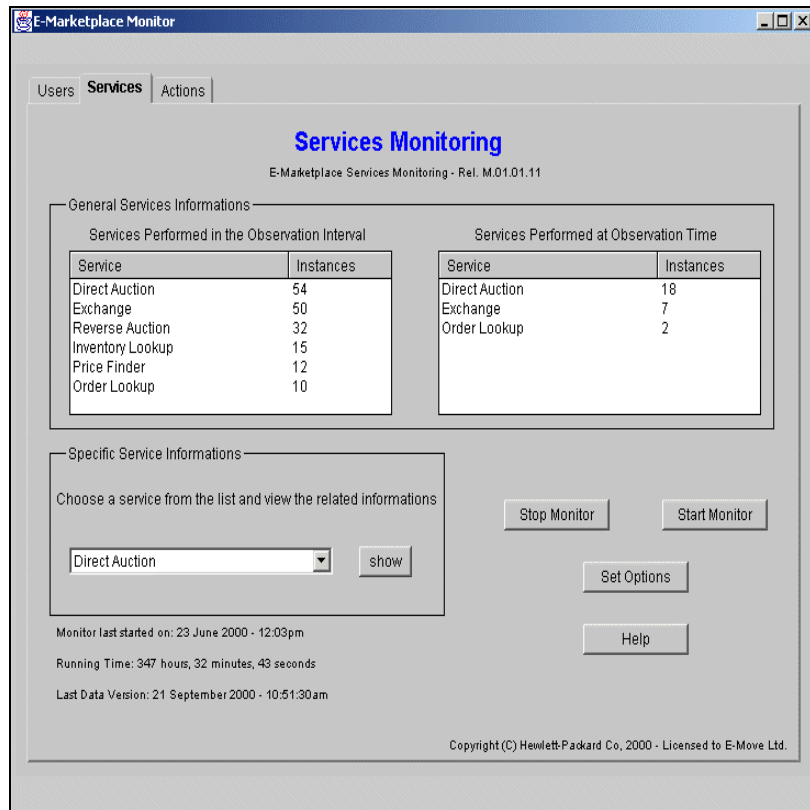 E-Marketplace Monitor
Users Services Actions
Services Monitoring
E-Marketplace Services Monitoring - Rel. M.01.01.11
General Services Informations
Services Performed in the Observation Interval
Service Instances
Direct Auction 54
Exchange 50
Reverse Auction 32
Inventory Lookup 15
Price Finder 12
Order Lookup 10
Services Performed at Observation Time
Service Instances
Direct Auction 18
Exchange 7
Order Lookup 2
Specific Service Informations
Choose a service from the list and view the related informations
Direct Auction show
Stop Monitor Start Monitor
Set Options
Help
Monitor last started on: 23 June 2000 - 12:03pm
Running Time: 347 hours, 32 minutes, 43 seconds
Last Data Version: 21 September 2000 - 10:51:30am
Copyright (C) Hewlett-Packard Co, 2000 - Licensed to E-Move Ltd.